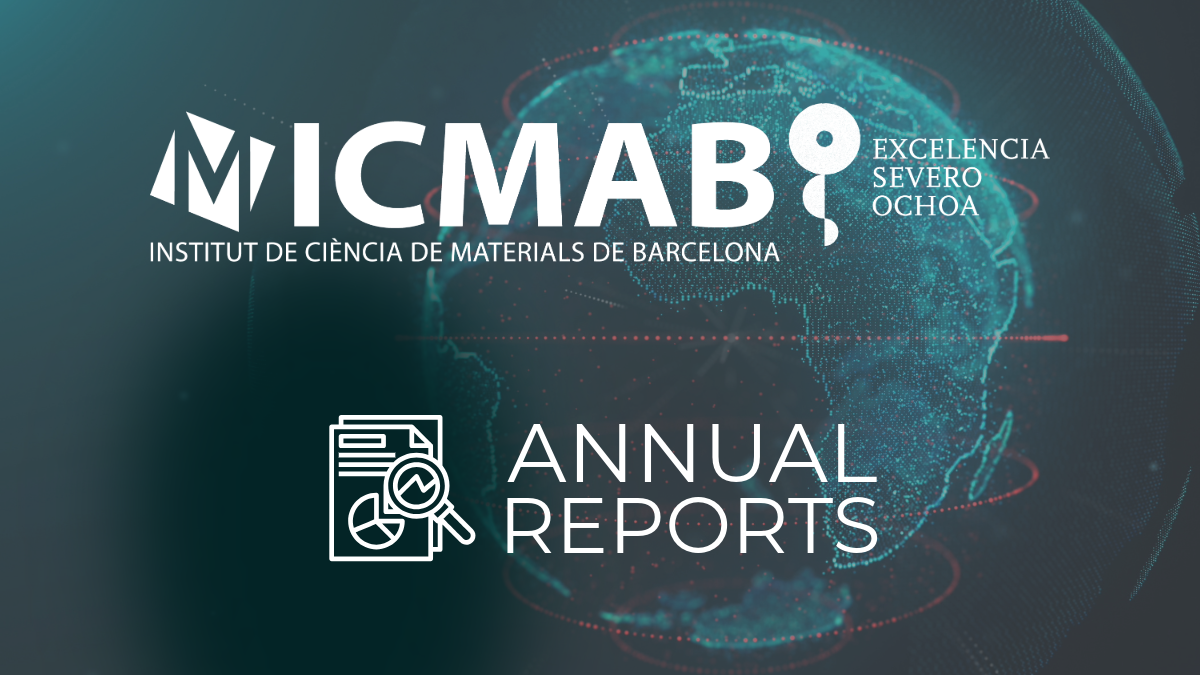 ICMAB
EXCELENCIA
SEVERO
OCHOA
INSTITUT DE CIÈNCIA DE MATERIALS DE BARCELONA
ANNUAL
REPORTS